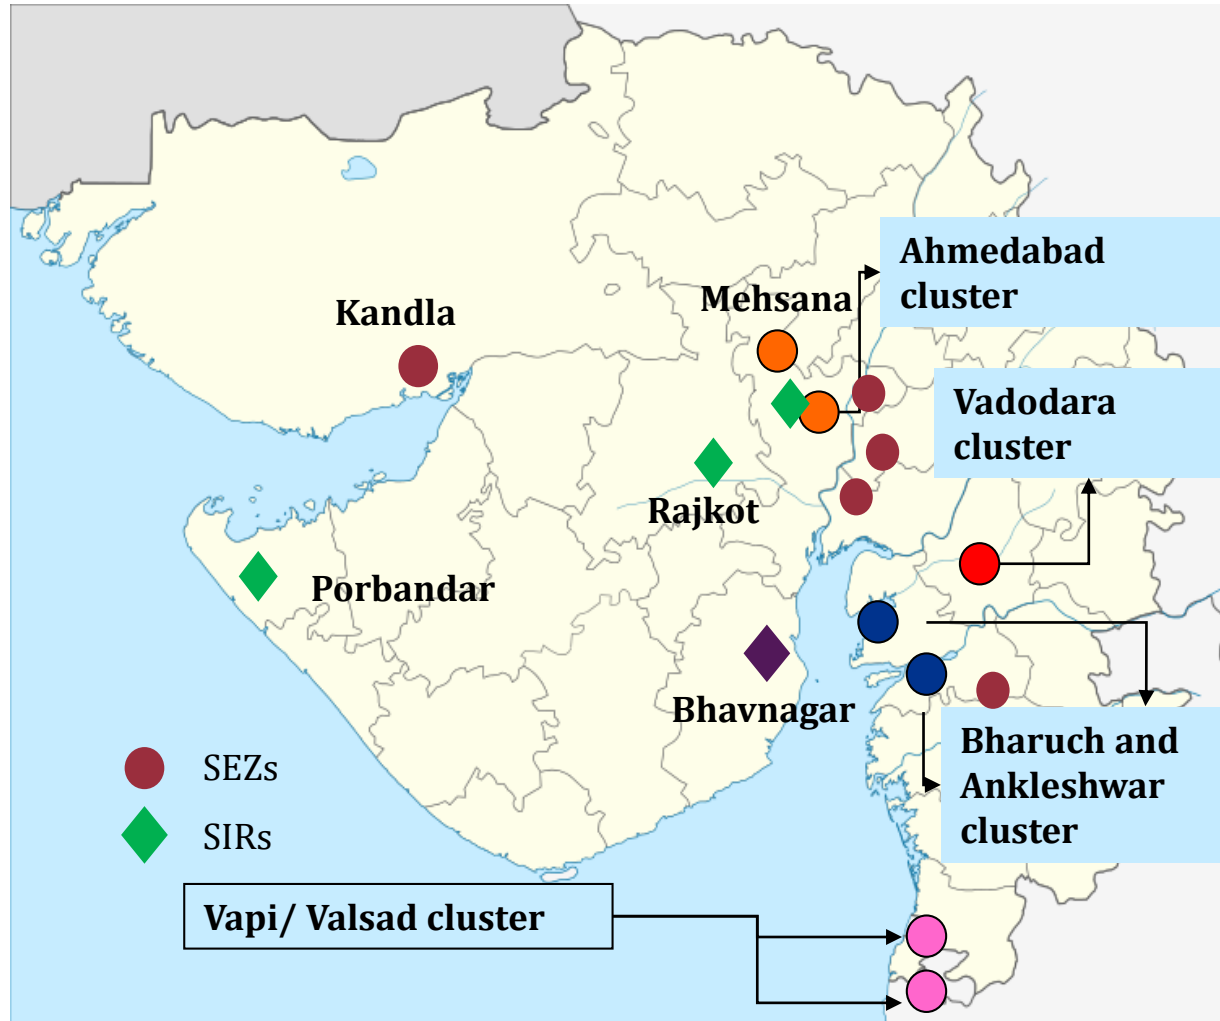 Ahmedabad
cluster
Mehsana
Kandla
Vadodara
cluster
Rajkot
Porbandar
Bhavnagar
Bharuch and
Ankleshwar
cluster
SEZs
SIRs
Vapi/ Valsad cluster